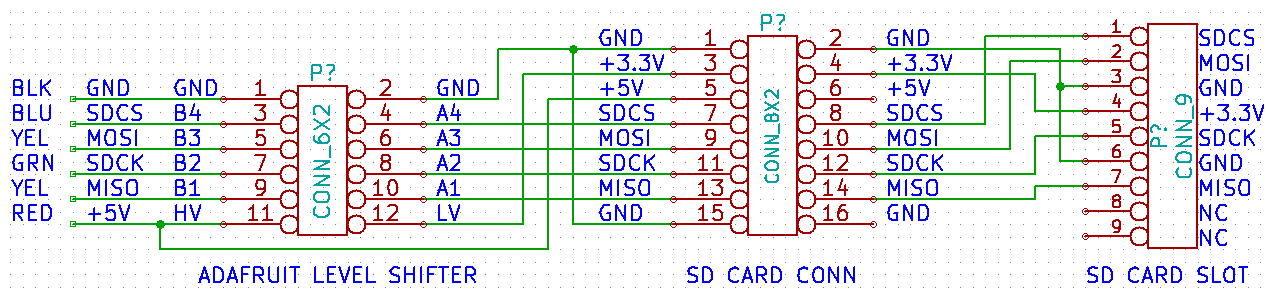 P?
BLK GND GND 1 2 GND
BLU SDCS B4 3 4 A4
YEL MOSI B3 5 6 A3
GRN SDCK B2 7 8 A2
YEL MISO B1 9 10 A1
RED +5V HV 11 12 LV
CONN_6X2
ADAFRUIT LEVEL SHIFTER
P?
GND 1 2 GND
+3.3V 3 4 +3.3V
+5V 5 6 +5V
SDCS 7 8 SDCS
MOSI 9 10 MOSI
SDCK 11 12 SDCK
MISO 13 14 MISO
GND 15 16 GND
CONN_8X2
SD CARD CONN
1 SDCS
2 MOSI
3 GND
4 +3.3V
5 SDCK
6 GND
7 MISO
8 NC
9 NC
P?
CONN_9
SD CARD SLOT